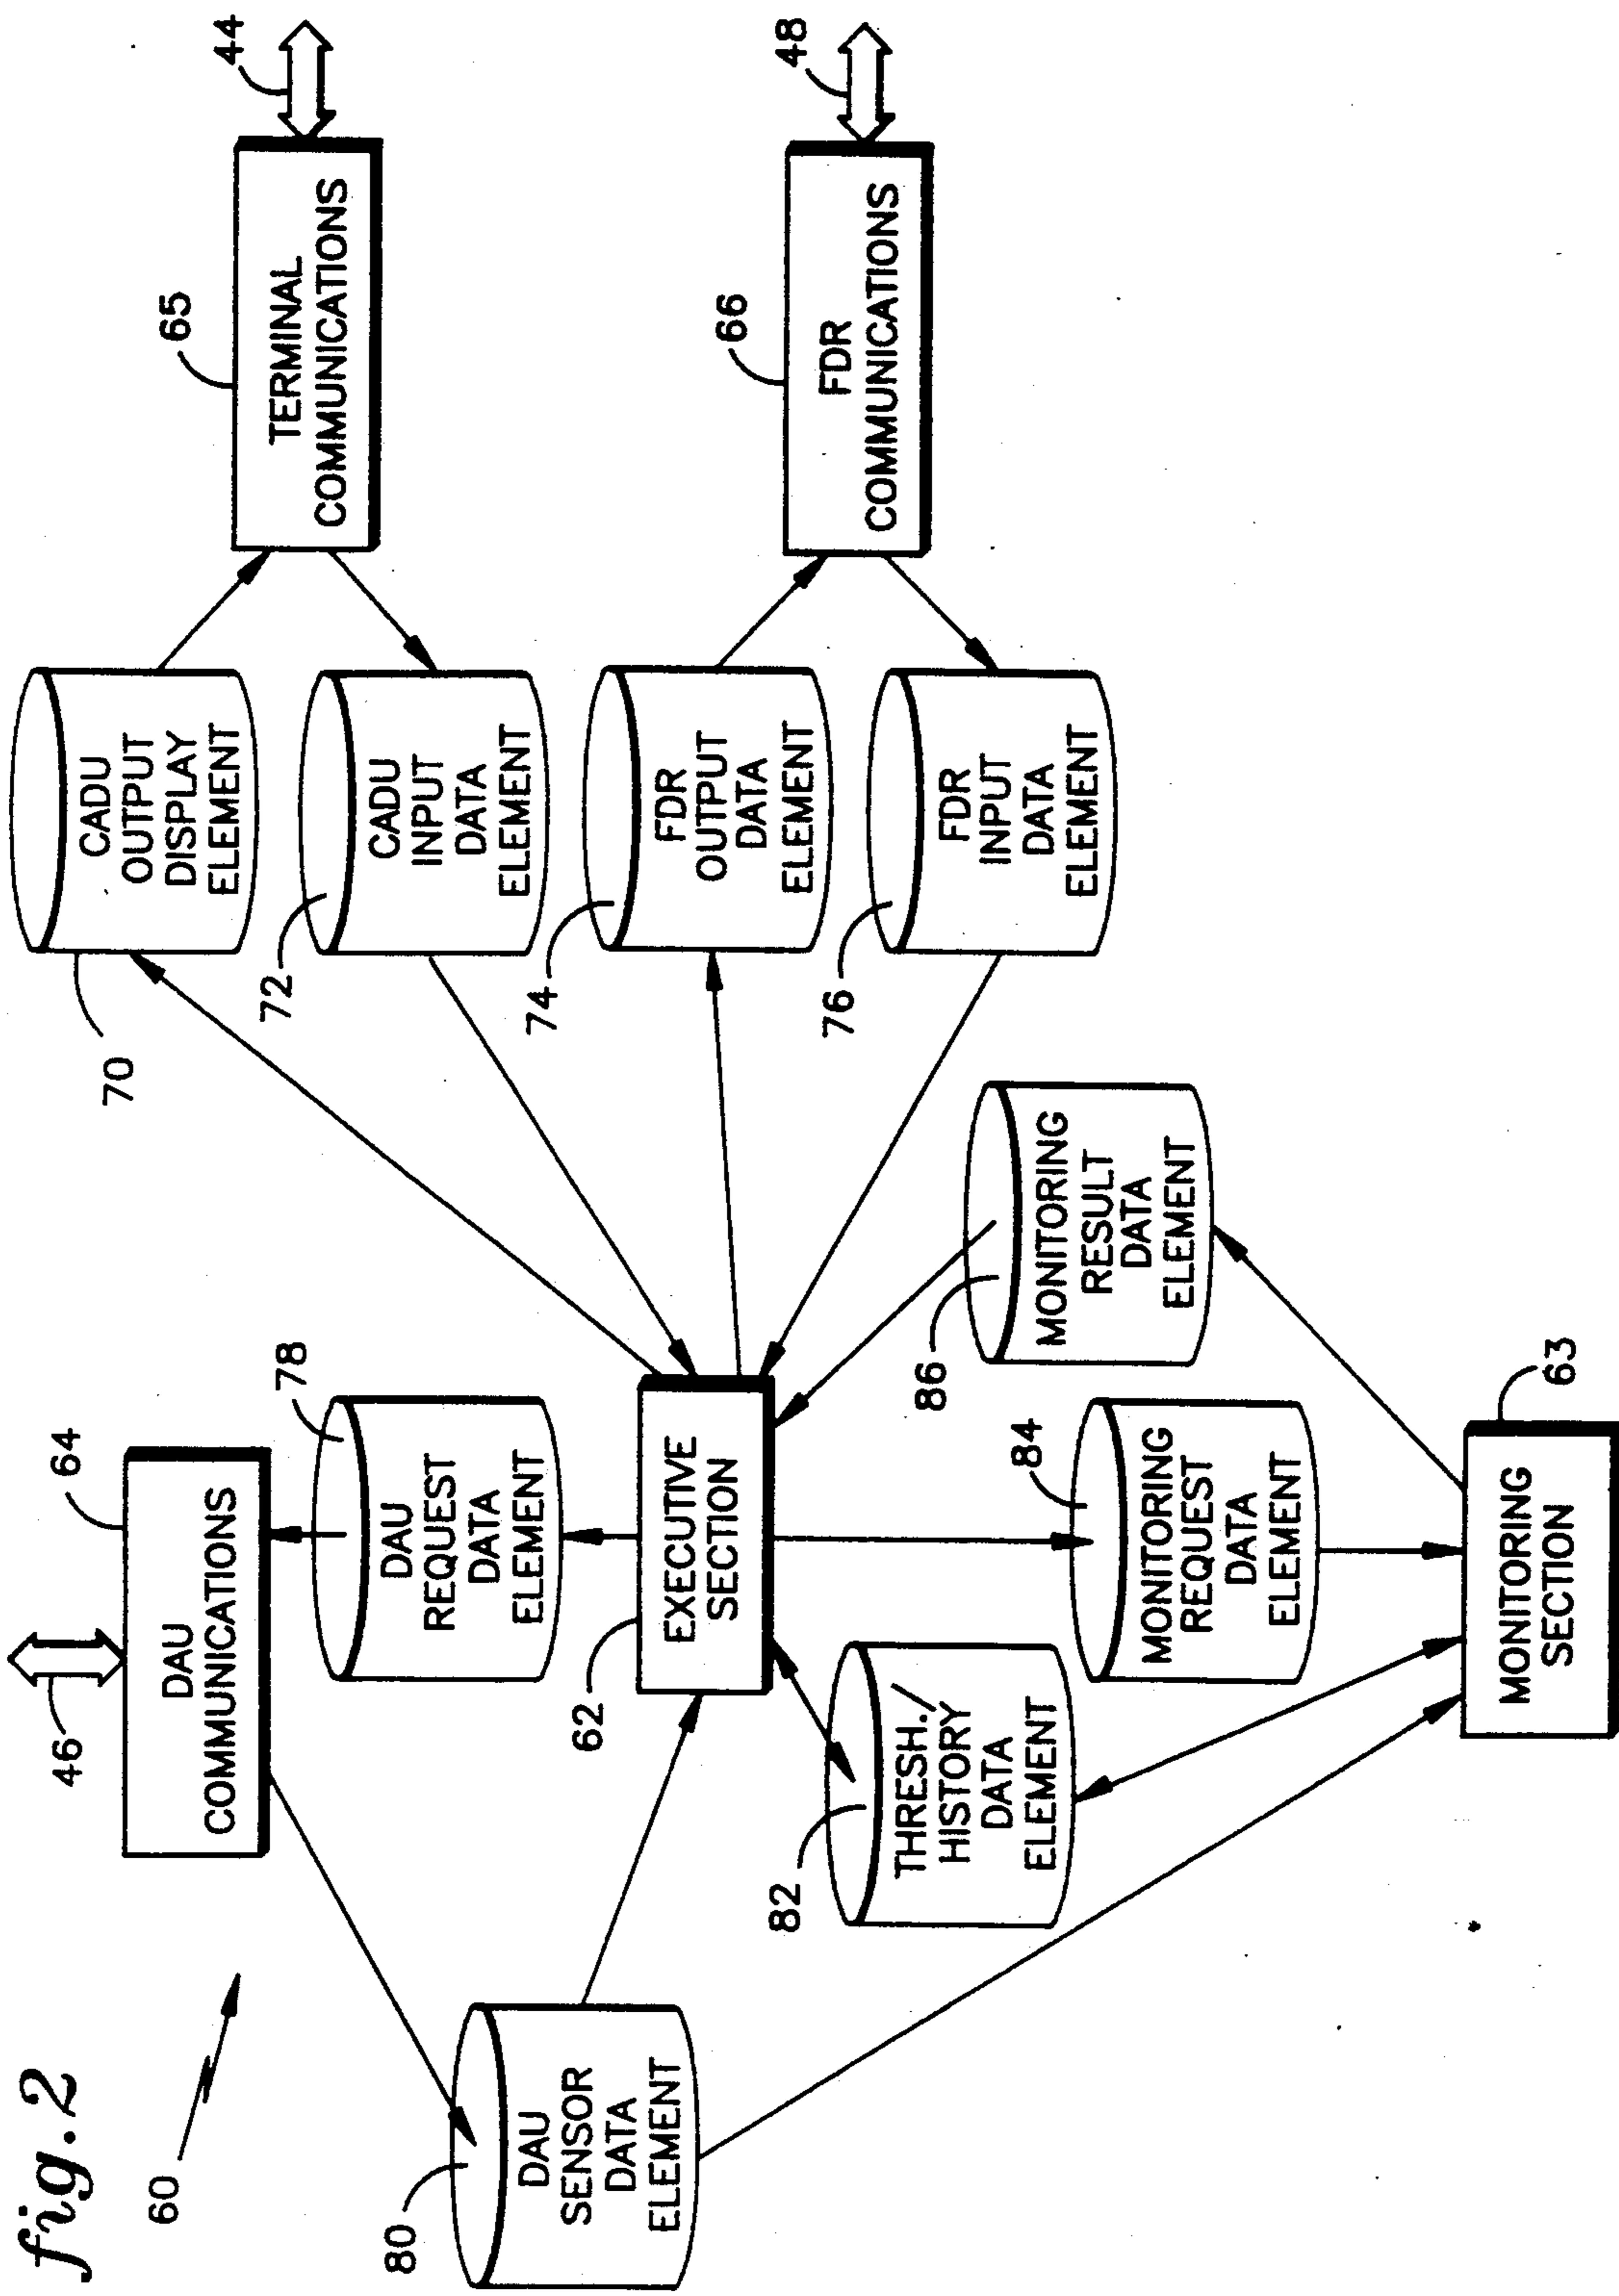 fig.2
60
46
64
DAU
COMMUNICATIONS
78
DAU
REQUEST
DATA
ELEMENT
80
DAU
SENSOR
DATA
ELEMENT
62
EXECUTIVE
SECTION
82
THRESH./
HISTORY
DATA
ELEMENT
84
MONITORING
REQUEST
DATA
ELEMENT
86
MONITORING
RESULT
DATA
ELEMENT
63
MONITORING
SECTION
70
CADU
OUTPUT
DISPLAY
ELEMENT
72
CADU
INPUT
DATA
ELEMENT
74
FDR
OUTPUT
DATA
ELEMENT
76
FDR
INPUT
DATA
ELEMENT
65
TERMINAL
COMMUNICATIONS
44
66
FDR
COMMUNICATIONS
48